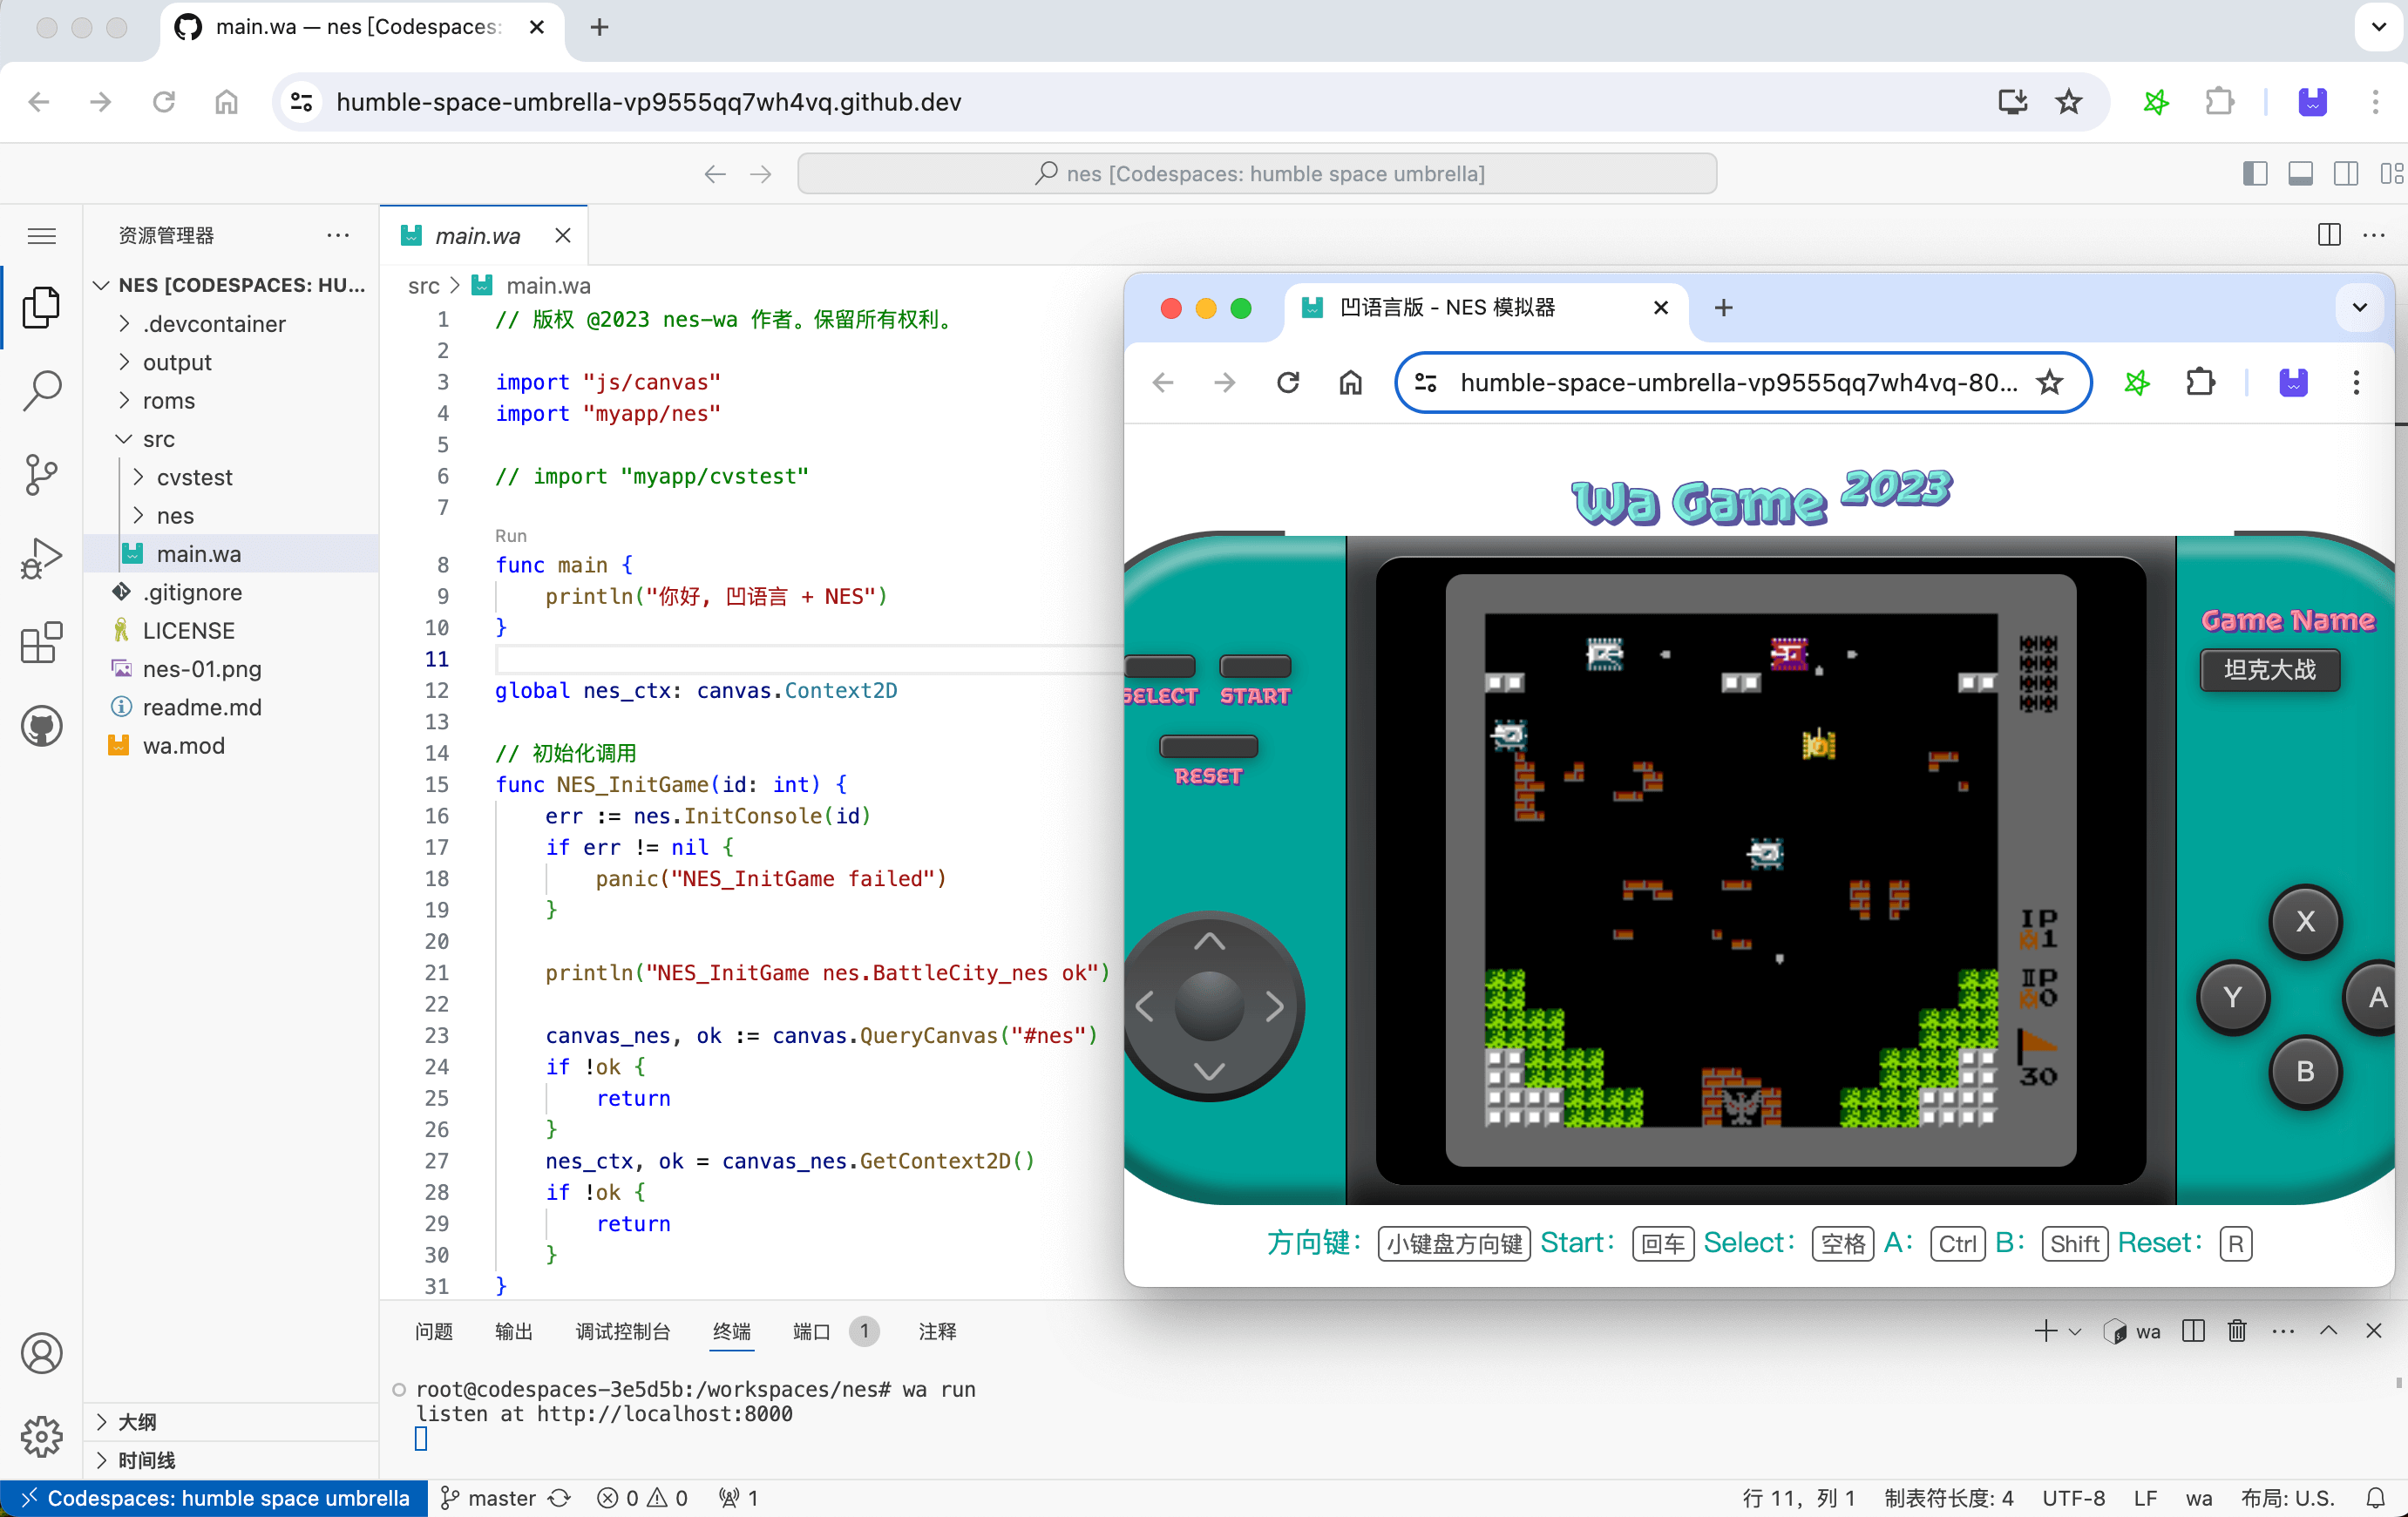 main.wa — nes [Codespaces:
humble-space-umbrella-vp9555qq7wh4vq.github.dev
nes [Codespaces: humble space umbrella]
资源管理器
NES [CODESPACES: HU...
.devcontainer
output
roms
src
cvstest
nes
main.wa
.gitignore
LICENSE
nes-01.png
readme.md
wa.mod
大纲
时间线
main.wa
src > main.wa
1 // 版权 @2023 nes-wa 作者。保留所有权利。
2
3 import "js/canvas"
4 import "myapp/nes"
5
6 // import "myapp/cvstest"
7
Run
8 func main {
9 println("你好, 凹语言 + NES")
10 }
11
12 global nes_ctx: canvas.Context2D
13
14 // 初始化调用
15 func NES_InitGame(id: int) {
16 err := nes.InitConsole(id)
17 if err != nil {
18 panic("NES_InitGame failed")
19 }
20
21 println("NES_InitGame nes.BattleCity_nes ok")
22
23 canvas_nes, ok := canvas.QueryCanvas("#nes")
24 if !ok {
25 return
26 }
27 nes_ctx, ok = canvas_nes.GetContext2D()
28 if !ok {
29 return
30 }
31 }
凹语言版 - NES 模拟器
humble-space-umbrella-vp9555qq7wh4vq-80...
Wa Game 2023
SELECT START
RESET
Game Name
坦克大战
IP
1
IIP
0
30
X
Y
A
B
方向键: 小键盘方向键 Start: 回车 Select: 空格 A: Ctrl B: Shift Reset: R
问题 输出 调试控制台 终端 端口 1 注释
wa
root@codespaces-3e5d5b:/workspaces/nes# wa run
listen at http://localhost:8000
Codespaces: humble space umbrella master 0 0 1
行 11, 列 1 制表符长度: 4 UTF-8 LF wa 布局: U.S.